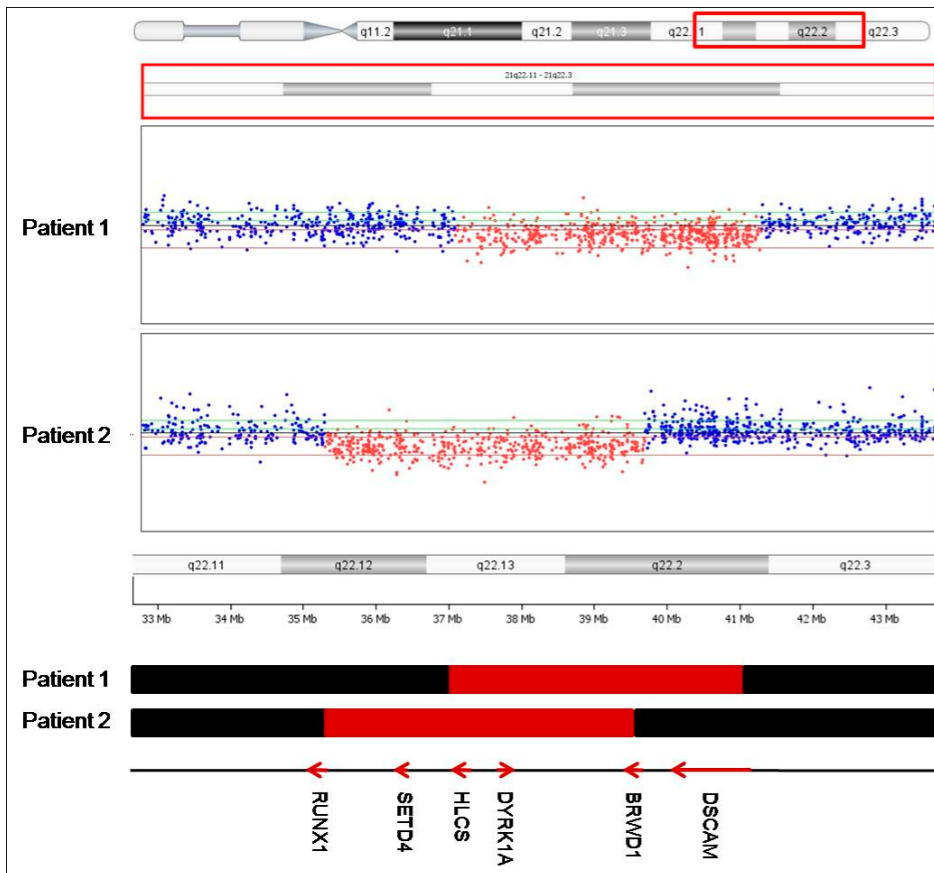 q11.2 q21.1 q21.2 q21.3 q22. 1 q22.2 q22.3
21q22.11 - 21q22.3
Patient 1
Patient 2
q22.11 q22.12 q22.13 q22.2 q22.3
33 Mb 34 Mb 35 Mb 36 Mb 37 Mb 38 Mb 39 Mb 40 Mb 41 Mb 42 Mb 43 Mb
Patient 1
Patient 2
RUNX1
SETD4
HLCS
DYRK1A
BRWD1
DSCAM